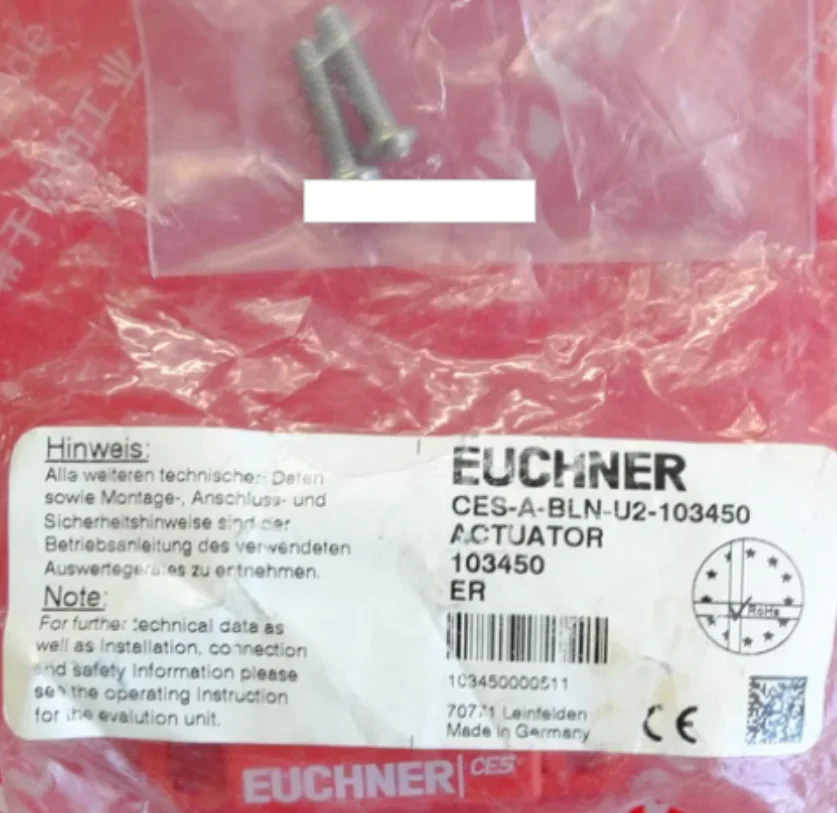 Hinweis:
Alle weiteren technischen Daten
sowie Montage-, Anschluss- und
Sicherheitshinweise sind der
Betriebsanleitung des verwendeten
Auswertegerätes zu entnehmen.
Note:
For further technical data as
well as Installation, connection
and safety Information please
see the operating Instruction
for the evalution unit.
EUCHNER
CES-A-BLN-U2-103450
ACTUATOR
103450
ER
RoHs
103450000511
70771 Leinfelden
Made in Germany
CE
EUCHNER CES